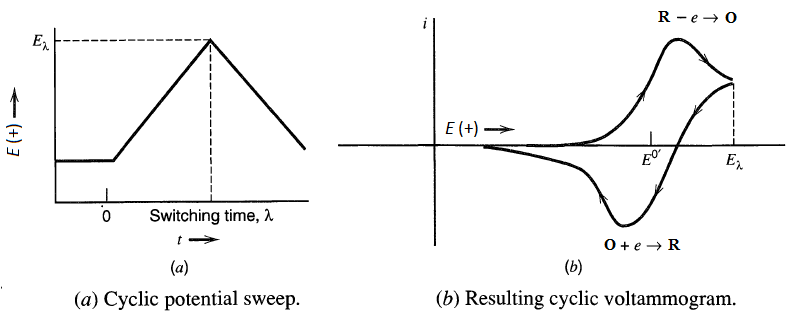 E_λ
E (+) →
0
Switching time, λ
t →
(a)
(a) Cyclic potential sweep.
i
R − e → O
E (+) →
E^0′
E_λ
O + e → R
(b)
(b) Resulting cyclic voltammogram.